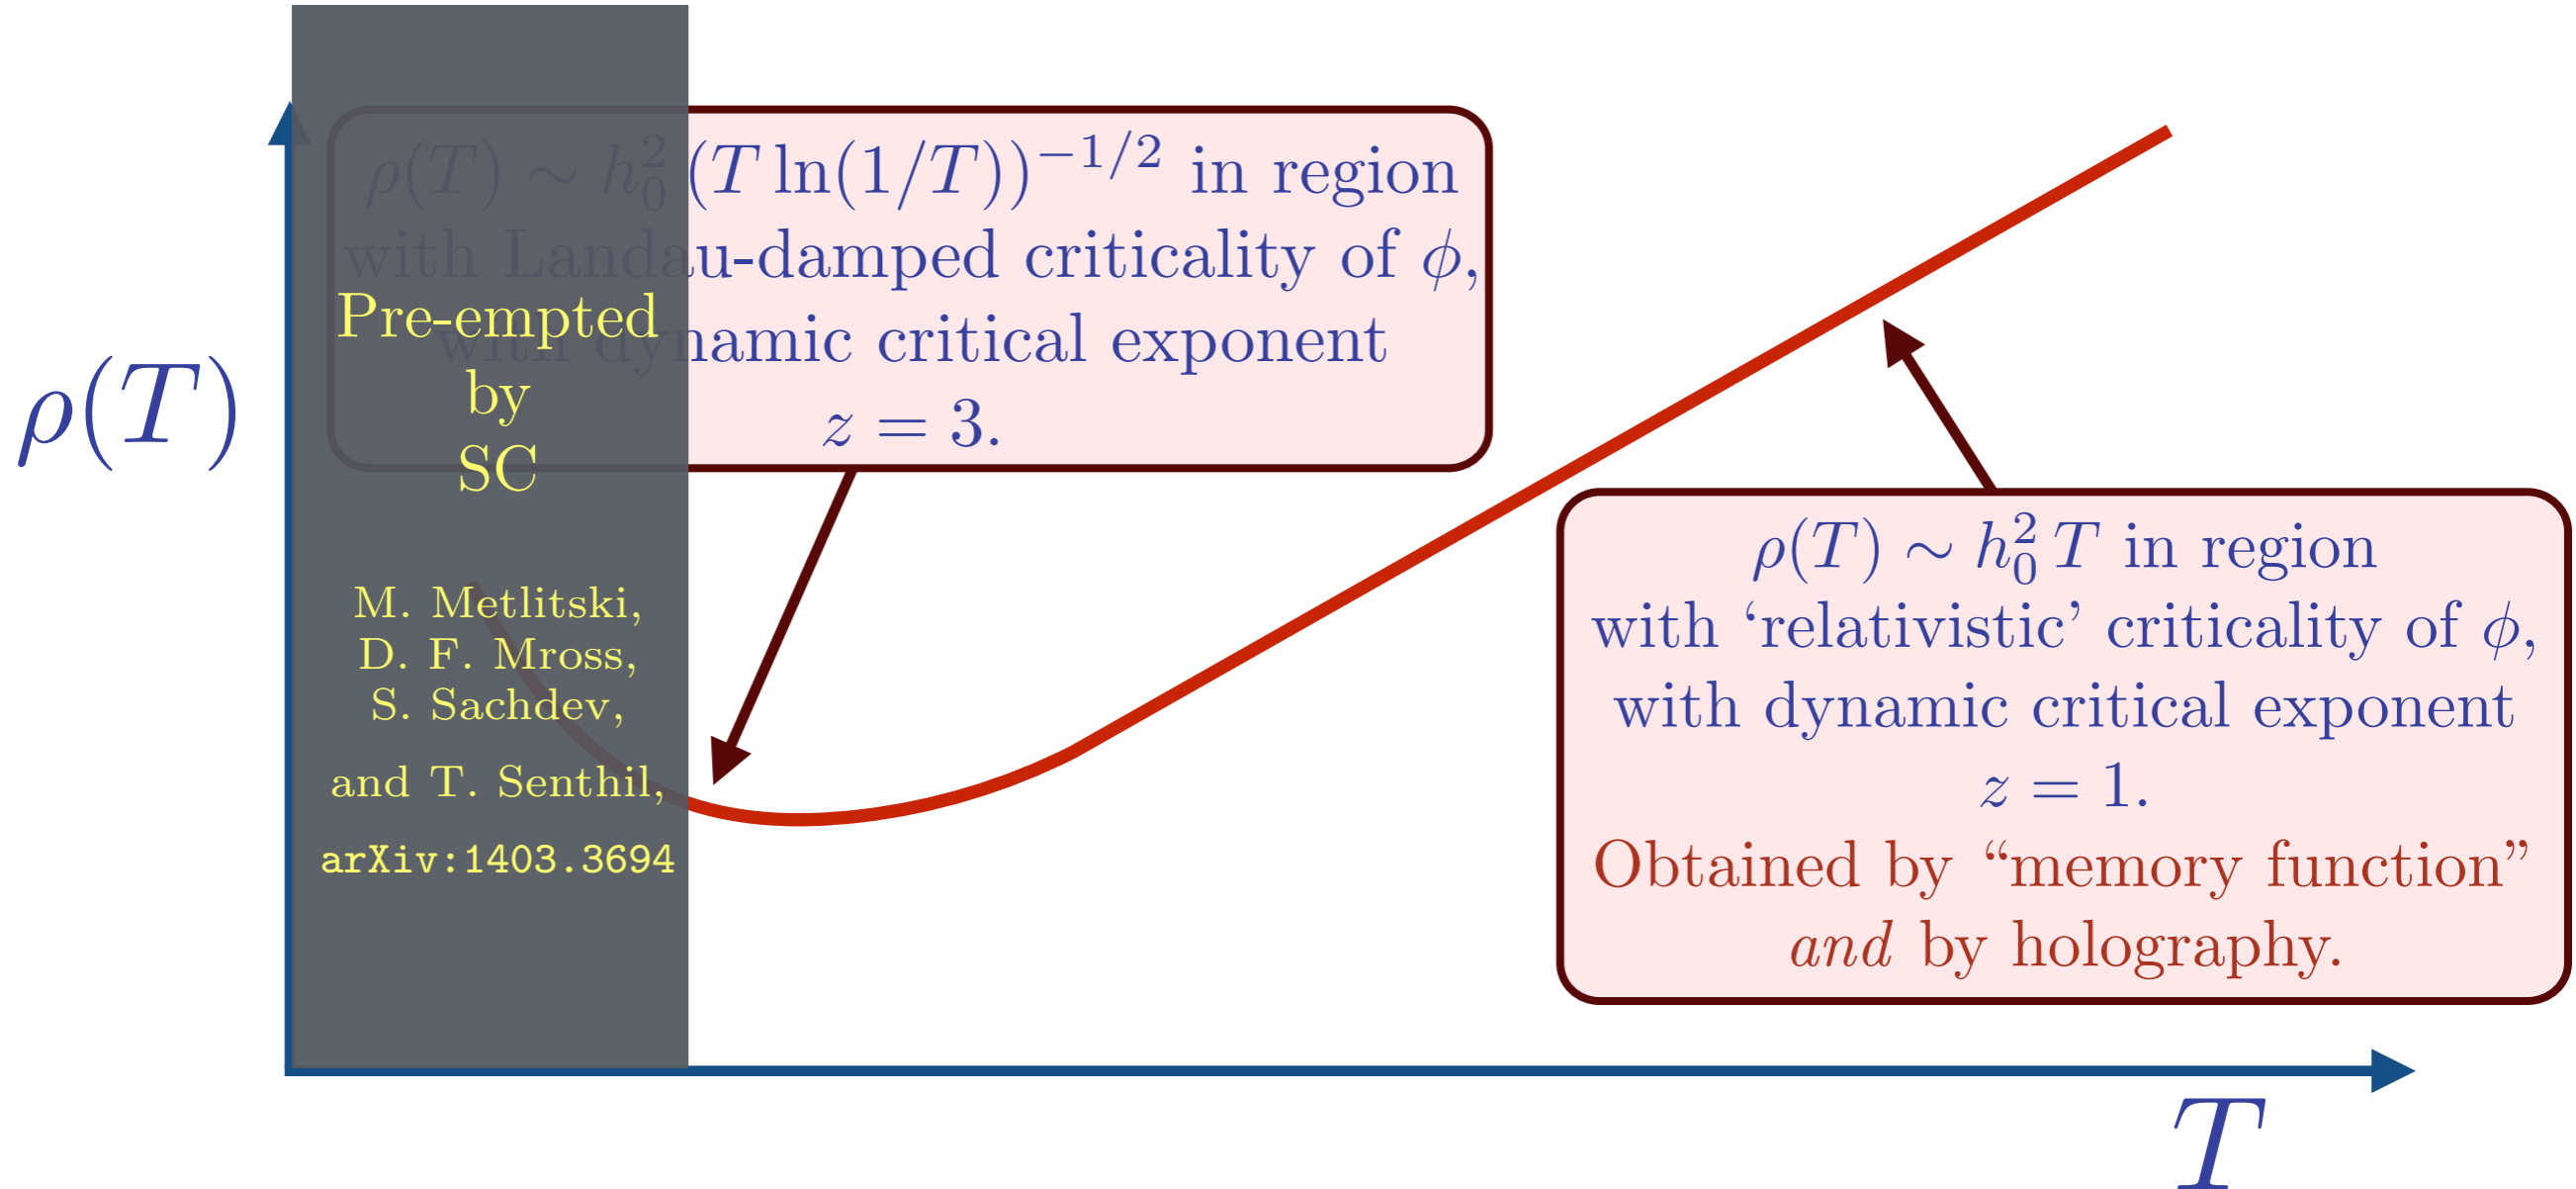 ρ(T) ∼ h₀² (T ln(1/T))^{−1/2} in region
with Landau-damped criticality of ϕ,
with dynamic critical exponent
z = 3.
Pre-empted
by
SC
M. Metlitski,
D. F. Mross,
S. Sachdev,
and T. Senthil,
arXiv:1403.3694
ρ(T)
ρ(T) ∼ h₀² T in region
with ‘relativistic’ criticality of ϕ,
with dynamic critical exponent
z = 1.
Obtained by “memory function”
and by holography.
T